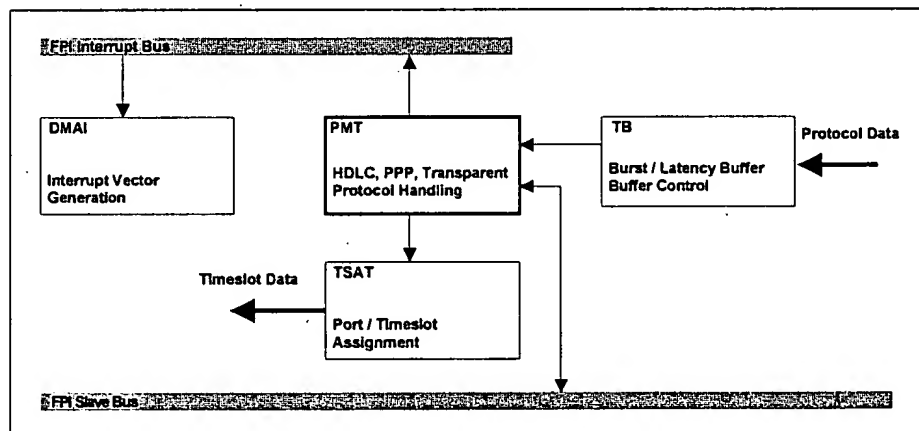 FPI Interrupt Bus
DMAI
Interrupt Vector
Generation
PMT
HDLC, PPP, Transparent
Protocol Handling
TB
Burst / Latency Buffer
Buffer Control
Protocol Data
Timeslot Data
TSAT
Port / Timeslot
Assignment
FPI Slave Bus